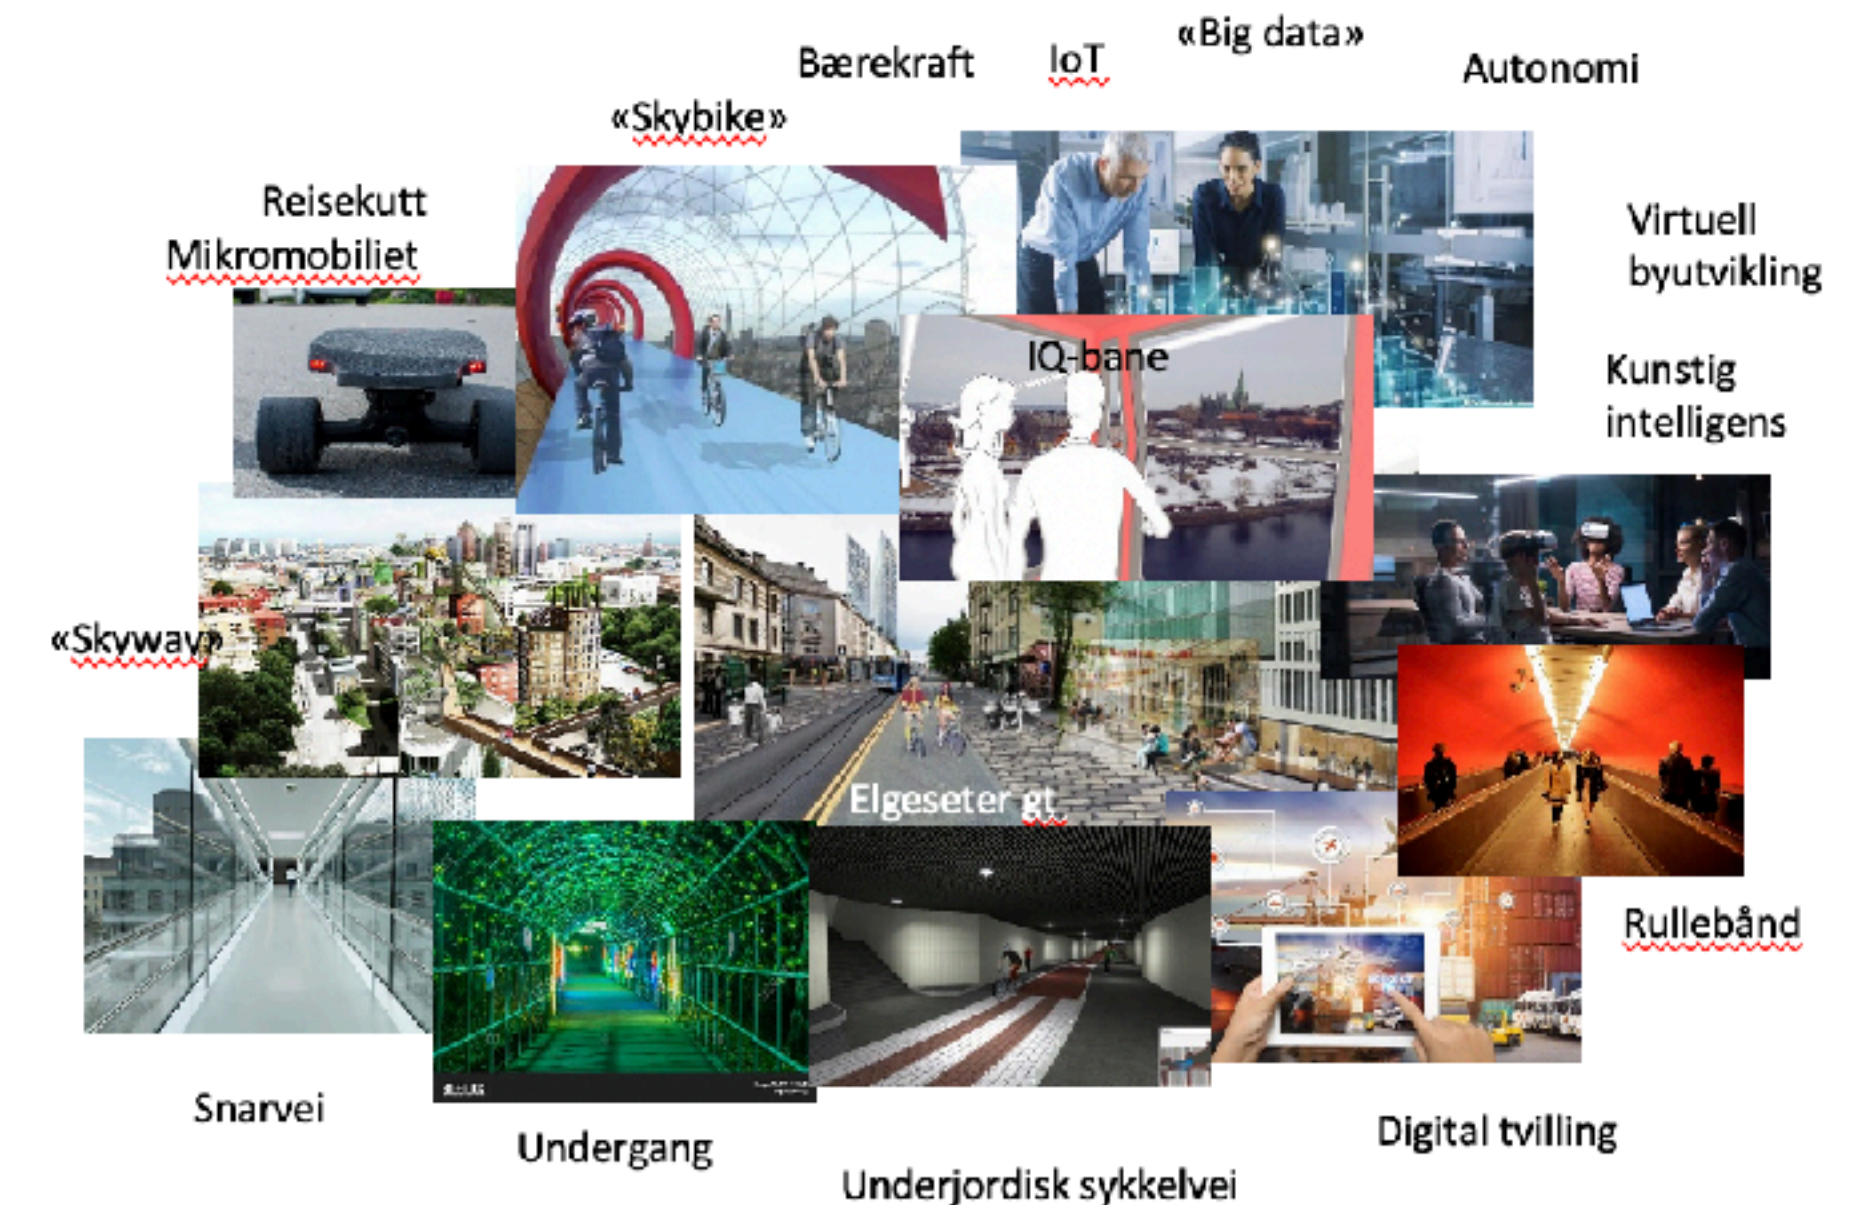 «Big data»
Bærekraft
IoT
Autonomi
«Skybike»
Reisekutt
Mikromobiliet
Virtuell
byutvikling
IQ-bane
Kunstig
intelligens
«Skyway»
Elgeseter gt.
Rullebånd
Snarvei
Undergang
Digital tvilling
Underjordisk sykkelvei